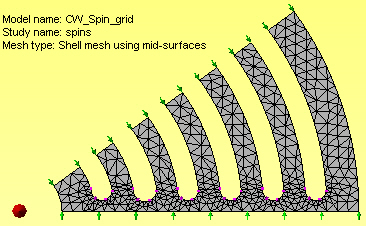 Model name: CW_Spin_grid
Study name: spins
Mesh type: Shell mesh using mid-surfaces